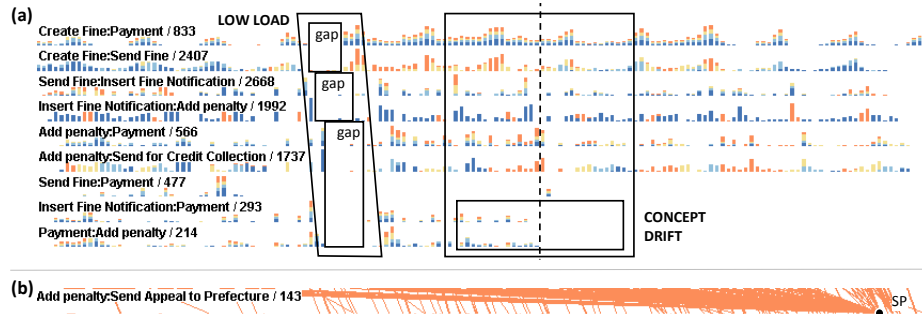 (a)
LOW LOAD
Create Fine:Payment / 833
gap
Create Fine:Send Fine / 2407
Send Fine:Insert Fine Notification / 2668
gap
Insert Fine Notification:Add penalty / 1992
Add penalty:Payment / 566
gap
Add penalty:Send for Credit Collection / 1737
Send Fine:Payment / 477
Insert Fine Notification:Payment / 293
Payment:Add penalty / 214
CONCEPT
DRIFT
(b)
Add penalty:Send Appeal to Prefecture / 143
SP